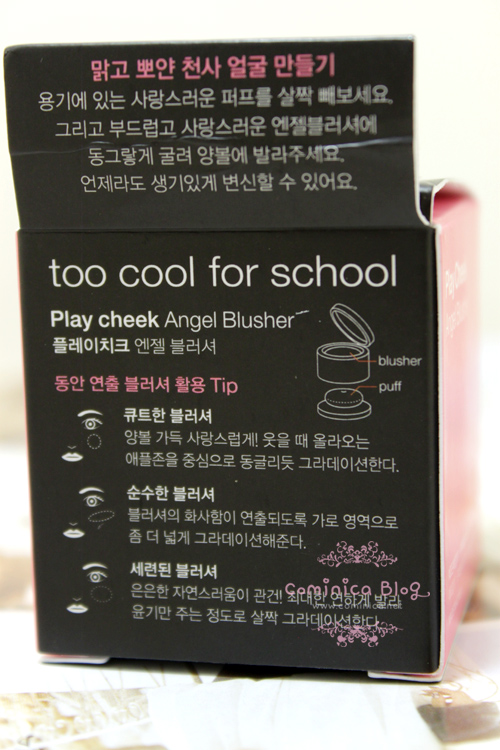 맑고 뽀얀 천사 얼굴 만들기
용기에 있는 사랑스러운 퍼프를 살짝 빼보세요.
그리고 부드럽고 사랑스러운 엔젤블러셔에
동그랗게 굴려 양볼에 발라주세요.
언제라도 생기있게 변신할 수 있어요.
too cool for school
Play cheek Angel Blusher
플레이치크 엔젤 블러셔
blusher
puff
동안 연출 블러셔 활용 Tip
큐트한 블러셔
양볼 가득 사랑스럽게! 웃을 때 올라오는
애플존을 중심으로 동글리듯 그라데이션한다.
순수한 블러셔
블러셔의 화사함이 연출되도록 가로 영역으로
좀 더 넓게 그라데이션해준다.
세련된 블러셔
은은한 자연스러움이 관건! 최대한 연하게 발라
윤기만 주는 정도로 살짝 그라데이션한다.
Cominica Blog
Play Cheek